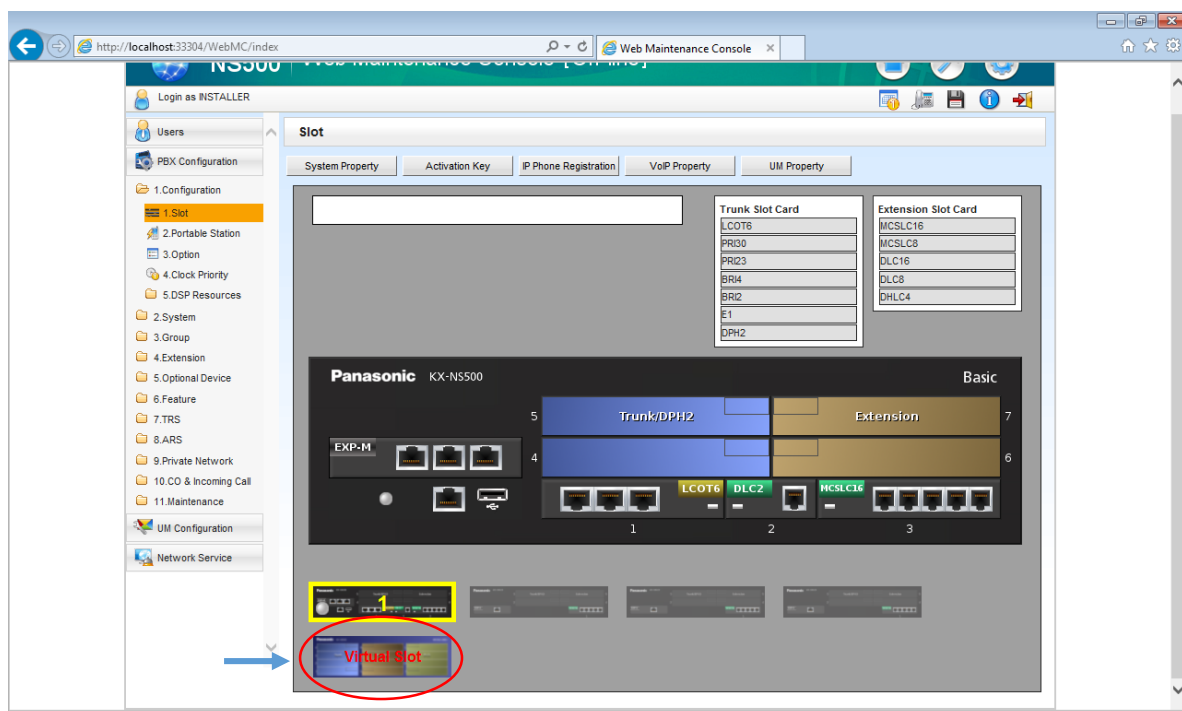 http://localhost:33304/WebMC/index
Web Maintenance Console
NS500 Web Maintenance Console [On-line]
Login as INSTALLER
Users
PBX Configuration
1.Configuration
1.Slot
2.Portable Station
3.Option
4.Clock Priority
5.DSP Resources
2.System
3.Group
4.Extension
5.Optional Device
6.Feature
7.TRS
8.ARS
9.Private Network
10.CO & Incoming Call
11.Maintenance
UM Configuration
Network Service
Slot
System Property Activation Key IP Phone Registration VoIP Property UM Property
Trunk Slot Card
LCOT6
PRI30
PRI23
BRI4
BRI2
E1
DPH2
Extension Slot Card
MCSLC16
MCSLC8
DLC16
DLC8
DHLC4
Panasonic KX-NS500 Basic
5 Trunk/DPH2 Extension 7
EXP-M 4 6
LCOT6 DLC2 MCSLC16
1 2 3
1
Virtual Slot